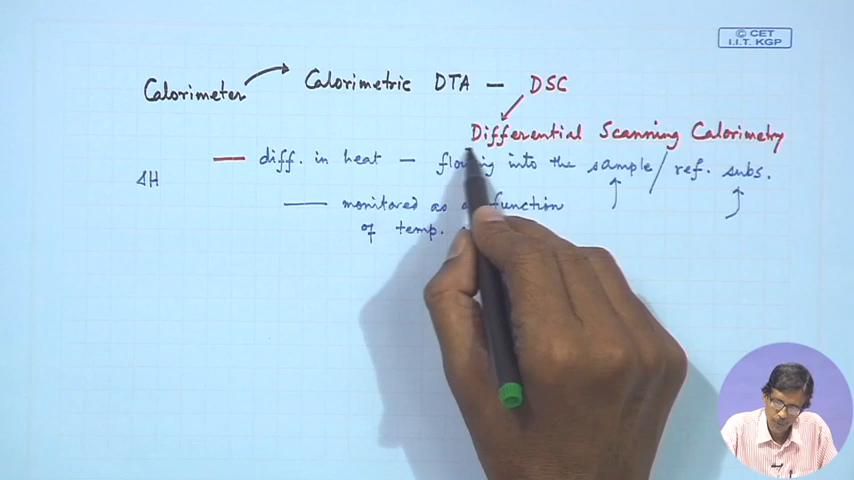 © CET
I.I.T. KGP
Calorimeter Calorimetric DTA — DSC
Differential Scanning Calorimetry
— diff. in heat — flowing into the sample / ref. subs.
ΔH
— monitored as a function
of temp.